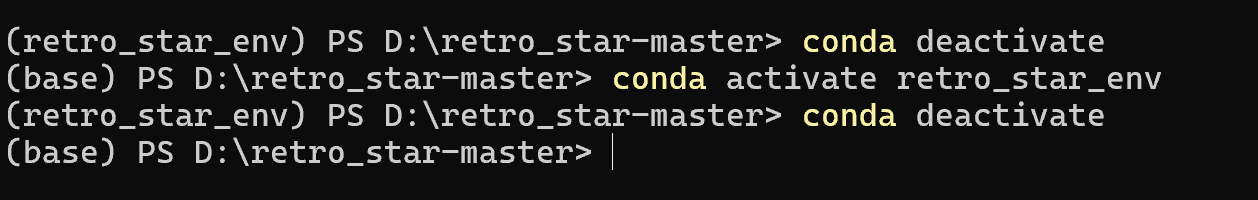 (retro_star_env) PS D:\retro_star-master> conda deactivate
(base) PS D:\retro_star-master> conda activate retro_star_env
(retro_star_env) PS D:\retro_star-master> conda deactivate
(base) PS D:\retro_star-master>